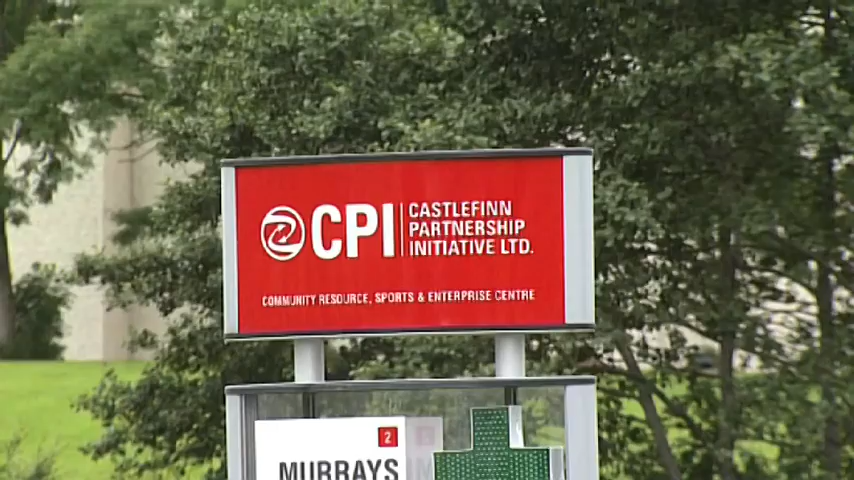 CPI
CASTLEFINN
PARTNERSHIP
INITIATIVE LTD.
COMMUNITY RESOURCE, SPORTS & ENTERPRISE CENTRE
2
MURRAYS